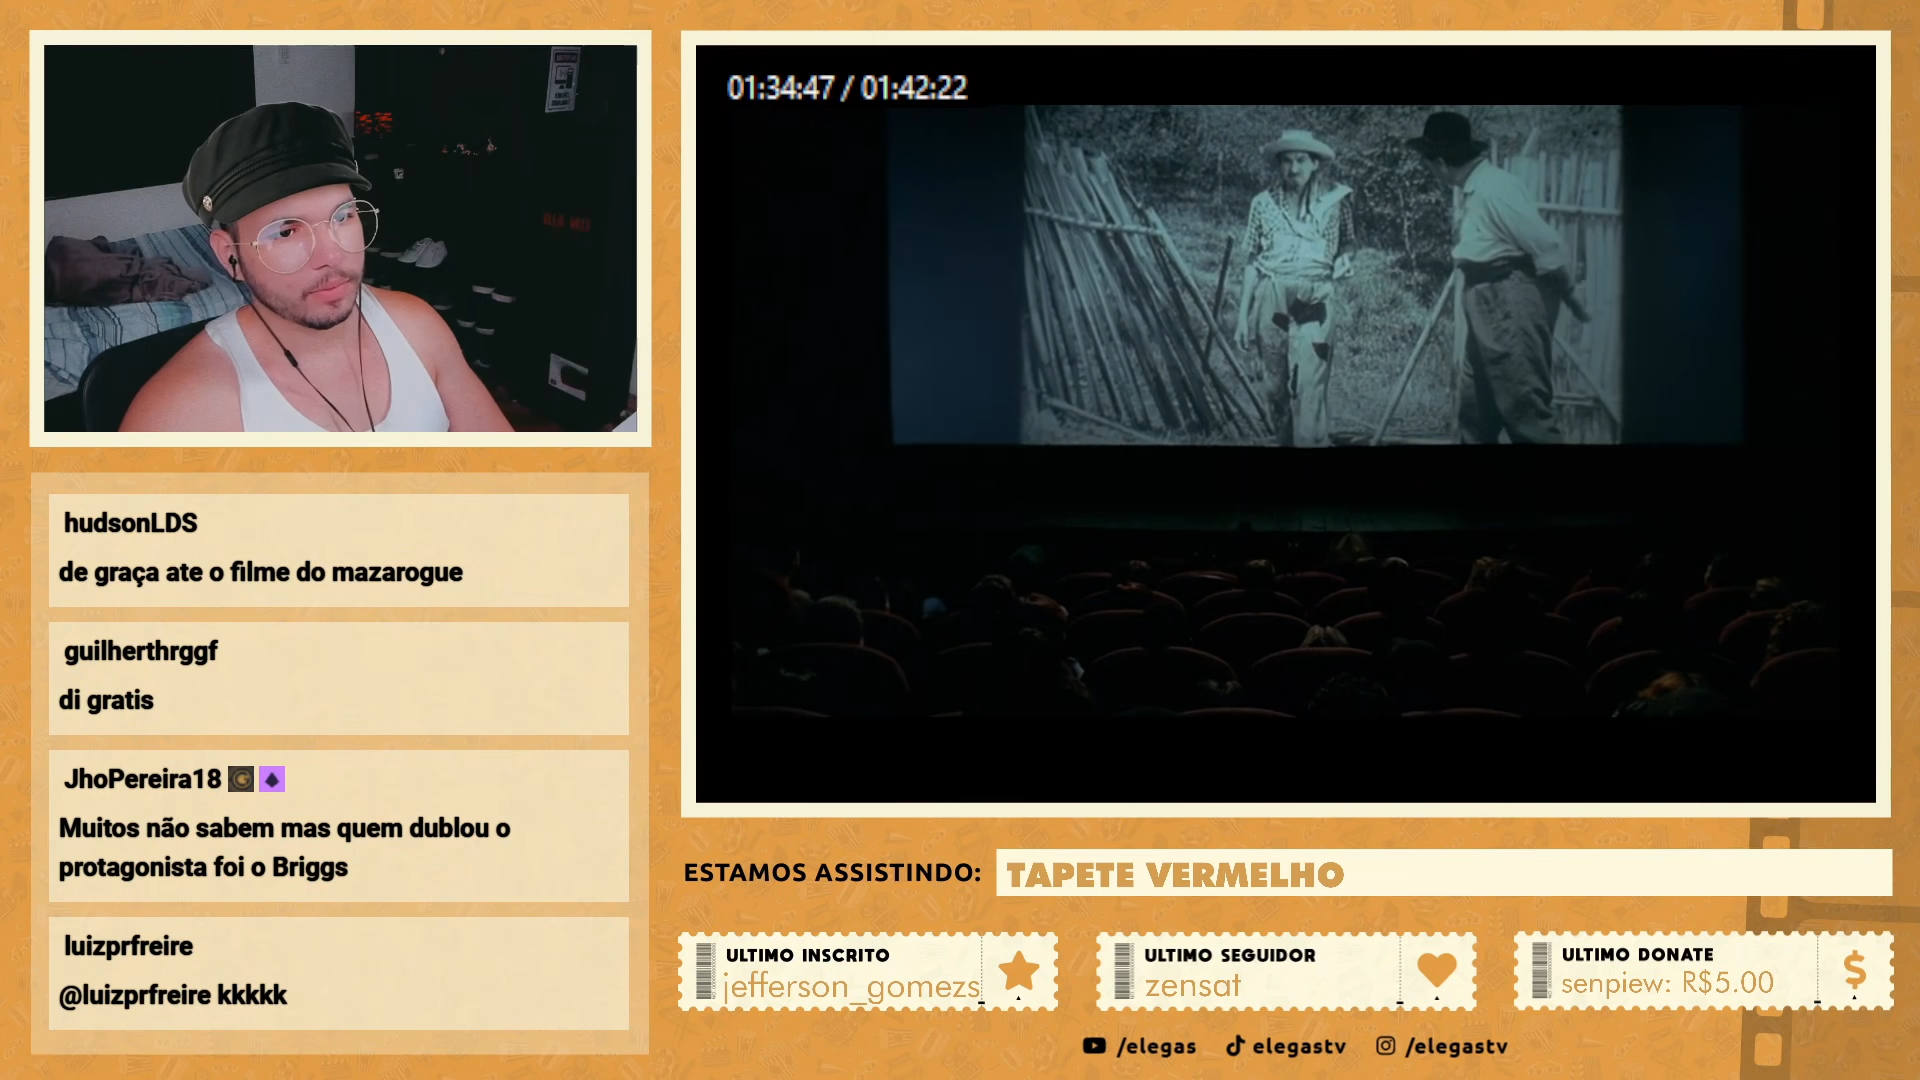 01:34:47 / 01:42:22
hudsonLDS
de graça ate o filme do mazarogue
guilherthrggf
di gratis
JhoPereira18
Muitos não sabem mas quem dublou o
protagonista foi o Briggs
luizprfreire
@luizprfreire kkkkk
ESTAMOS ASSISTINDO: TAPETE VERMELHO
ULTIMO INSCRITO
jefferson_gomezs
ULTIMO SEGUIDOR
zensat
ULTIMO DONATE
senpiew: R$5.00
$
/elegas elegastv /elegastv